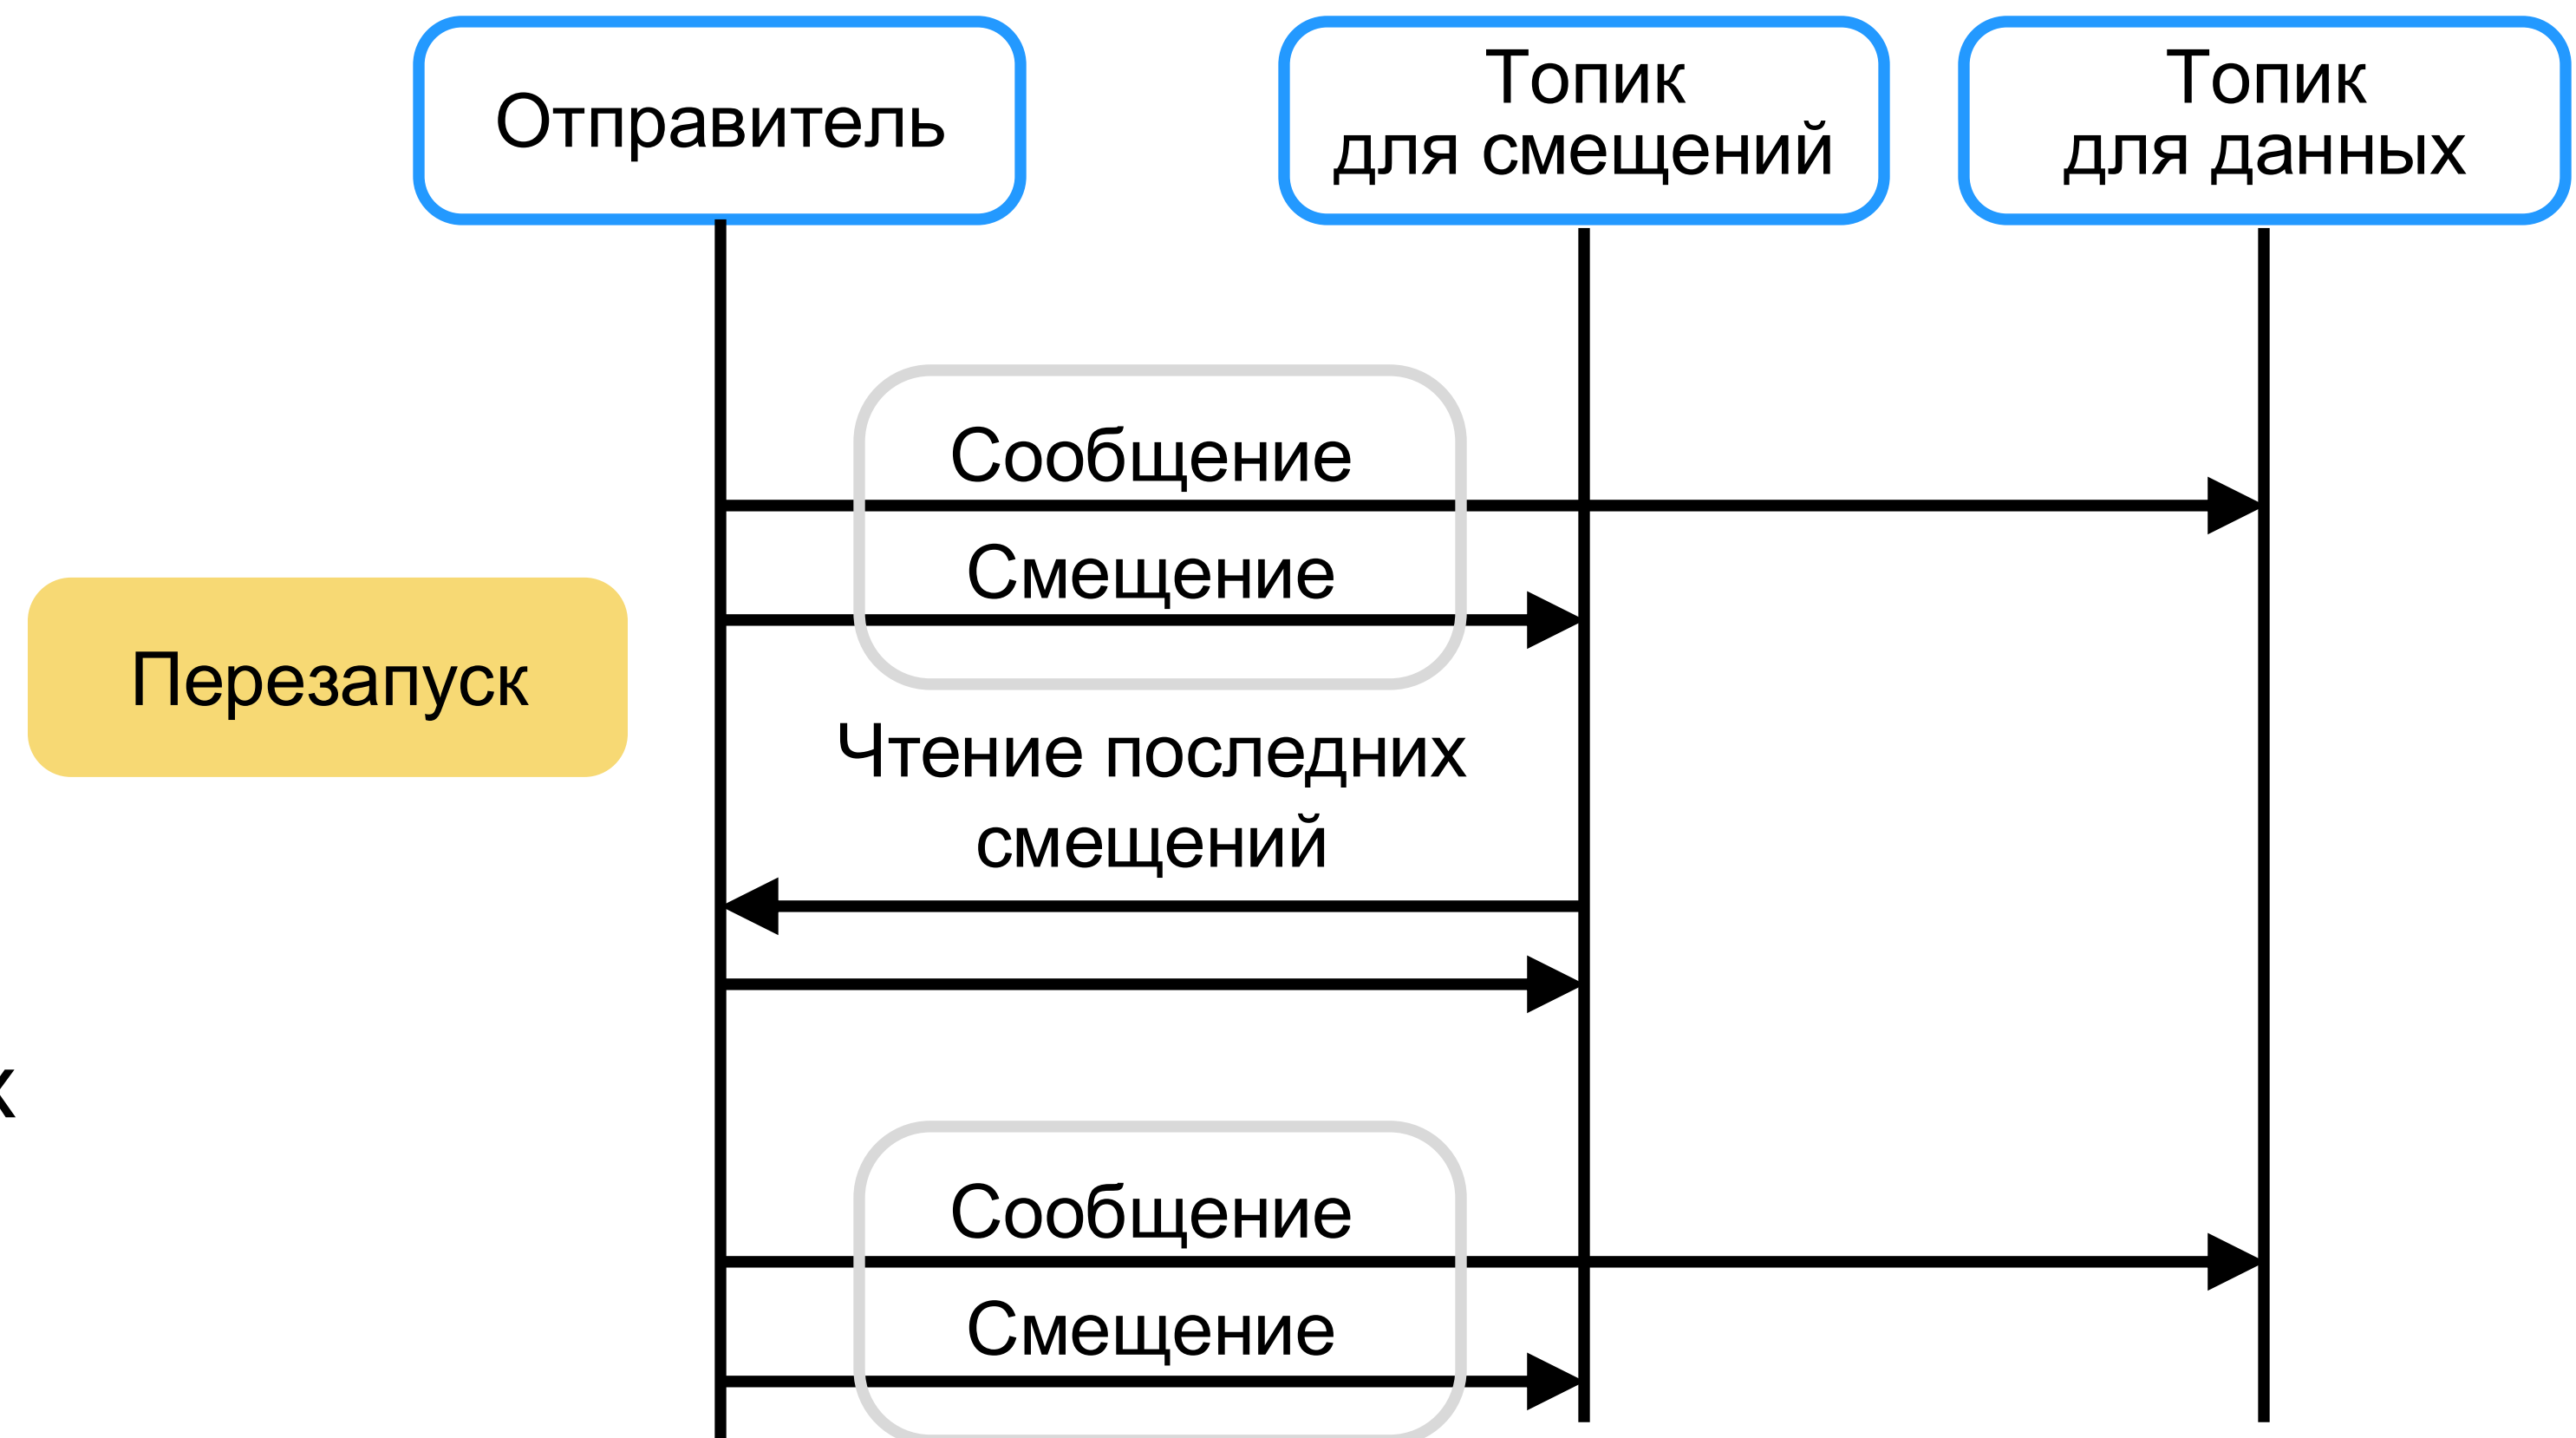 Отправитель
Топик
для смещений
Топик
для данных
Сообщение
Смещение
Перезапуск
Чтение последних
смещений
х
Сообщение
Смещение